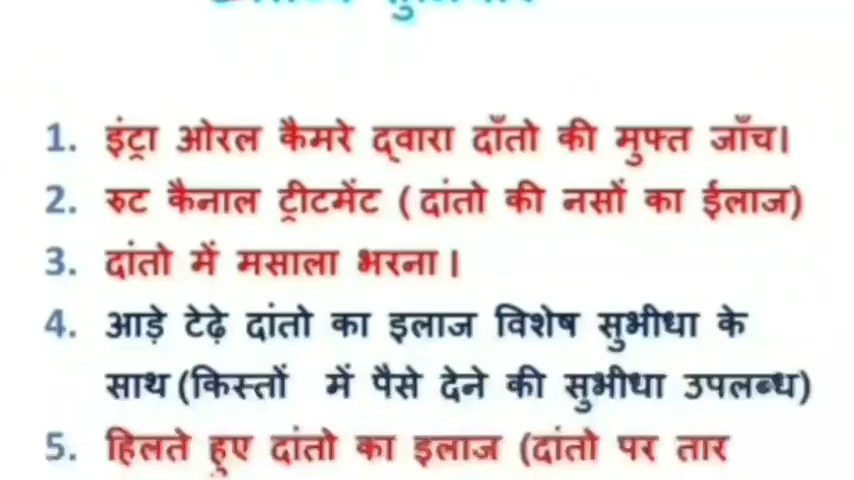 1. इंट्रा ओरल कैमरे द्वारा दाँतो की मुफ्त जाँच।
2. रुट कैनाल ट्रीटमेंट ( दांतो की नसों का ईलाज)
3. दांतो में मसाला भरना ।
4. आड़े टेढ़े दांतो का इलाज विशेष सुभीधा के
साथ (किस्तों में पैसे देने की सुभीधा उपलब्ध)
5. हिलते हुए दांतो का इलाज (दांतो पर तार